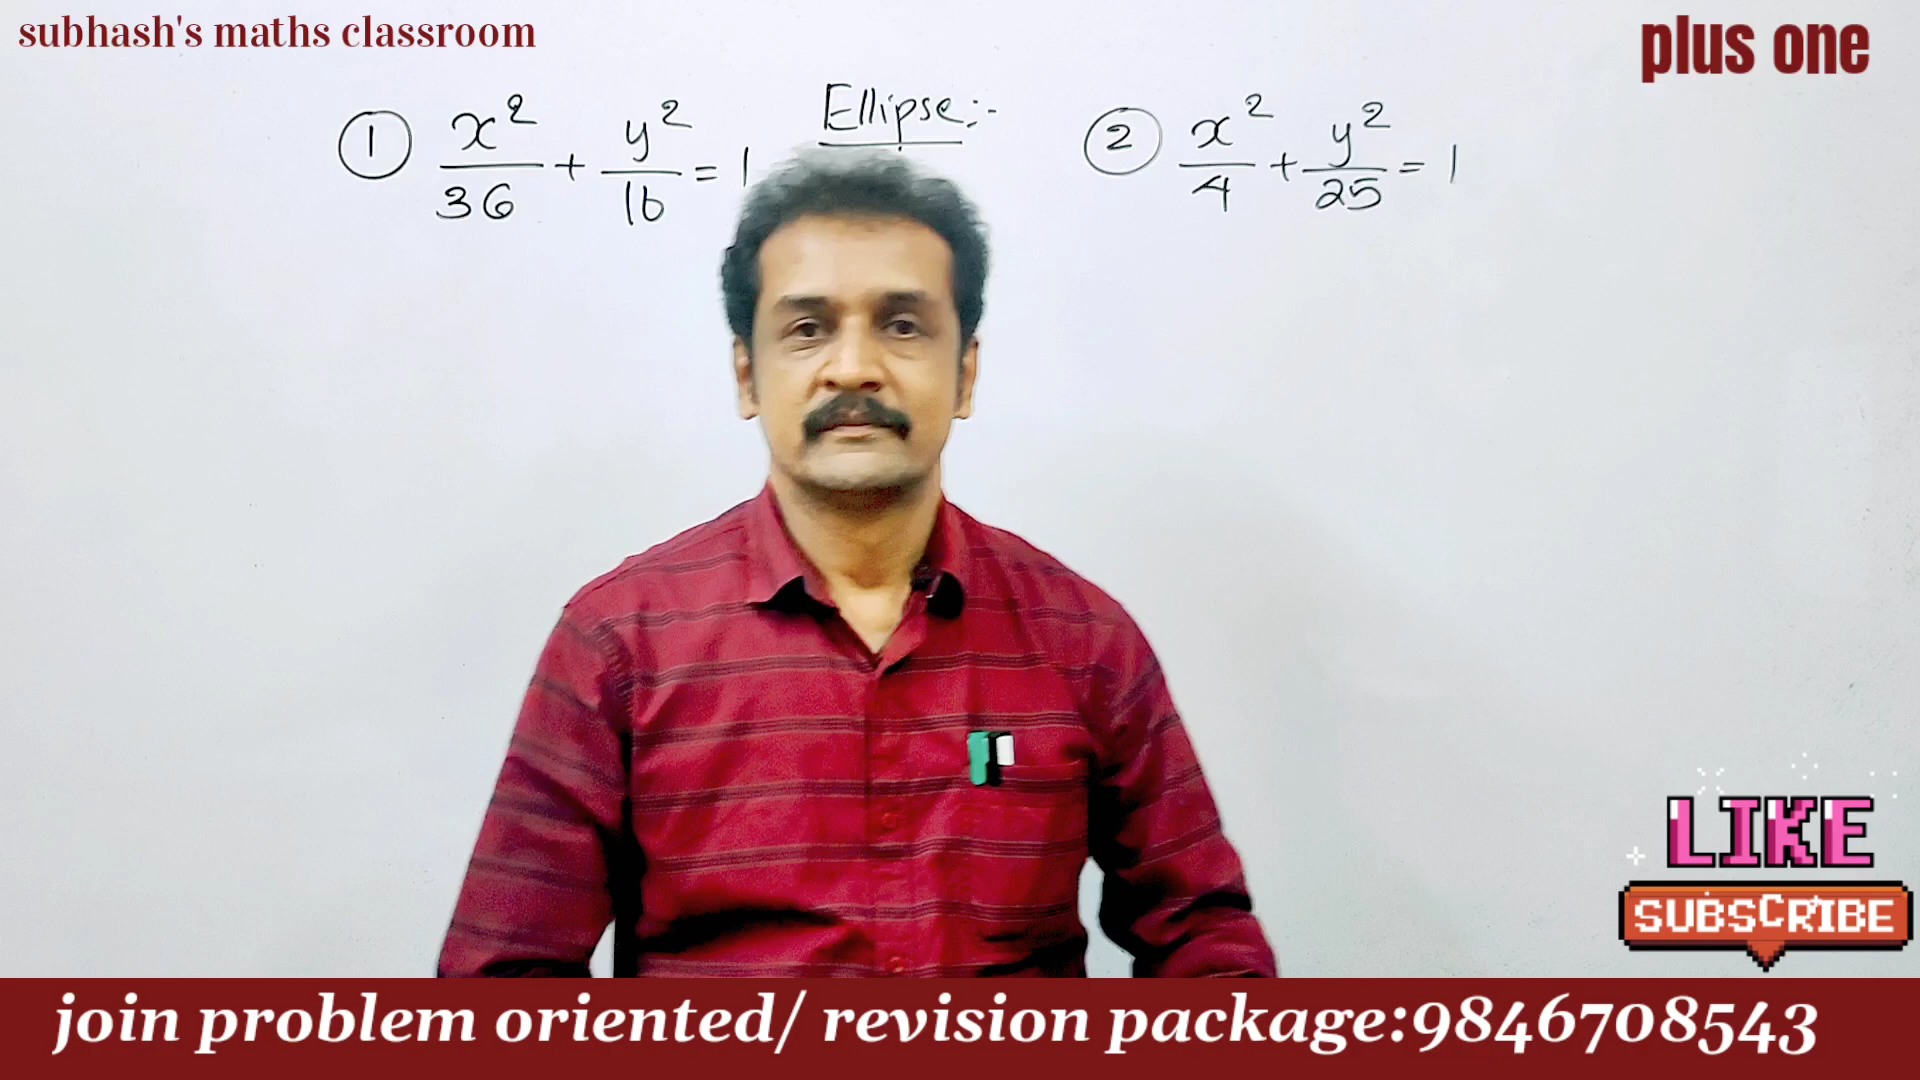 subhash's maths classroom
plus one
Ellipse:-
① x²/36 + y²/16 = 1
② x²/4 + y²/25 = 1
LIKE
SUBSCRIBE
join problem oriented/ revision package:9846708543